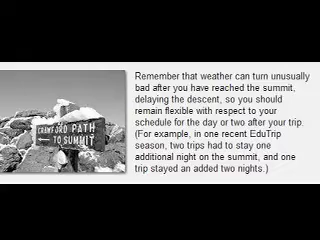 Remember that weather can turn unusually
bad after you have reached the summit,
delaying the descent, so you should
remain flexible with respect to your
schedule for the day or two after your trip.
(For example, in one recent EduTrip
season, two trips had to stay one
additional night on the summit, and one
trip stayed an added two nights.)
CRAWFORD PATH
← TO SUMMIT